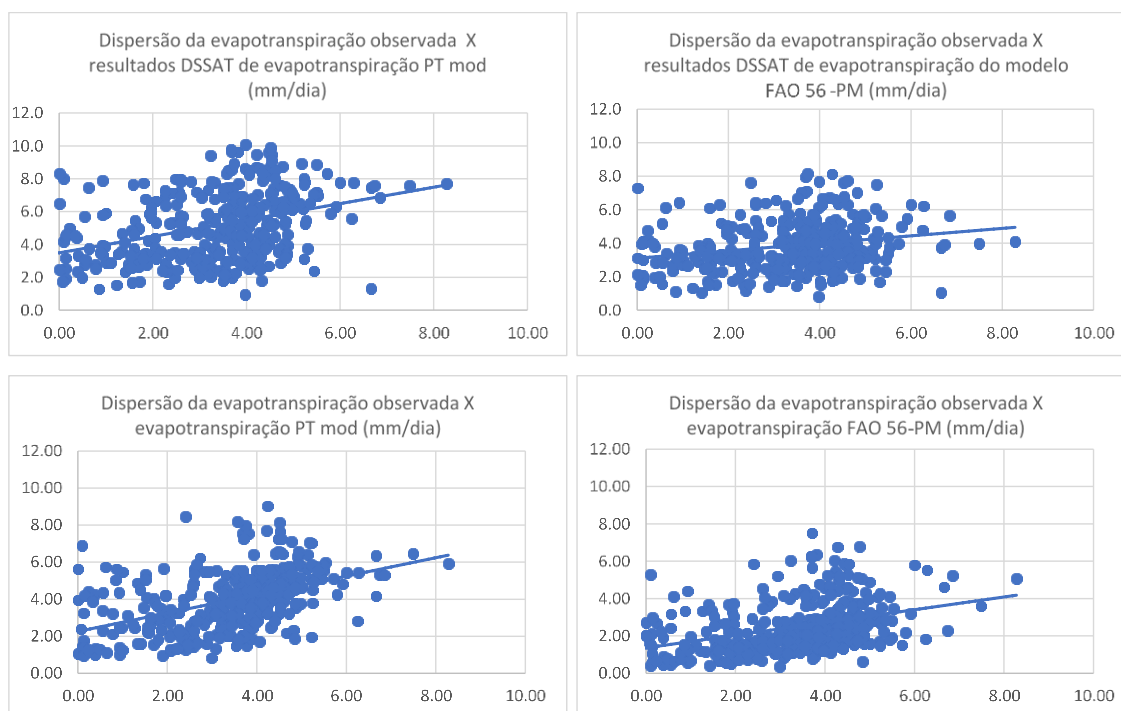 Dispersão da evapotranspiração observada X
resultados DSSAT de evapotranspiração PT mod
(mm/dia)
12.0
10.0
8.0
6.0
4.0
2.0
0.0
0.00 2.00 4.00 6.00 8.00 10.00
Dispersão da evapotranspiração observada X
resultados DSSAT de evapotranspiração do modelo
FAO 56 -PM (mm/dia)
12.0
10.0
8.0
6.0
4.0
2.0
0.0
0.00 2.00 4.00 6.00 8.00 10.00
Dispersão da evapotranspiração observada X
evapotranspiração PT mod (mm/dia)
12.00
10.00
8.00
6.00
4.00
2.00
0.00
0.00 2.00 4.00 6.00 8.00 10.00
Dispersão da evapotranspiração observada X
evapotranspiração FAO 56-PM (mm/dia)
12.00
10.00
8.00
6.00
4.00
2.00
0.00
0.00 2.00 4.00 6.00 8.00 10.00